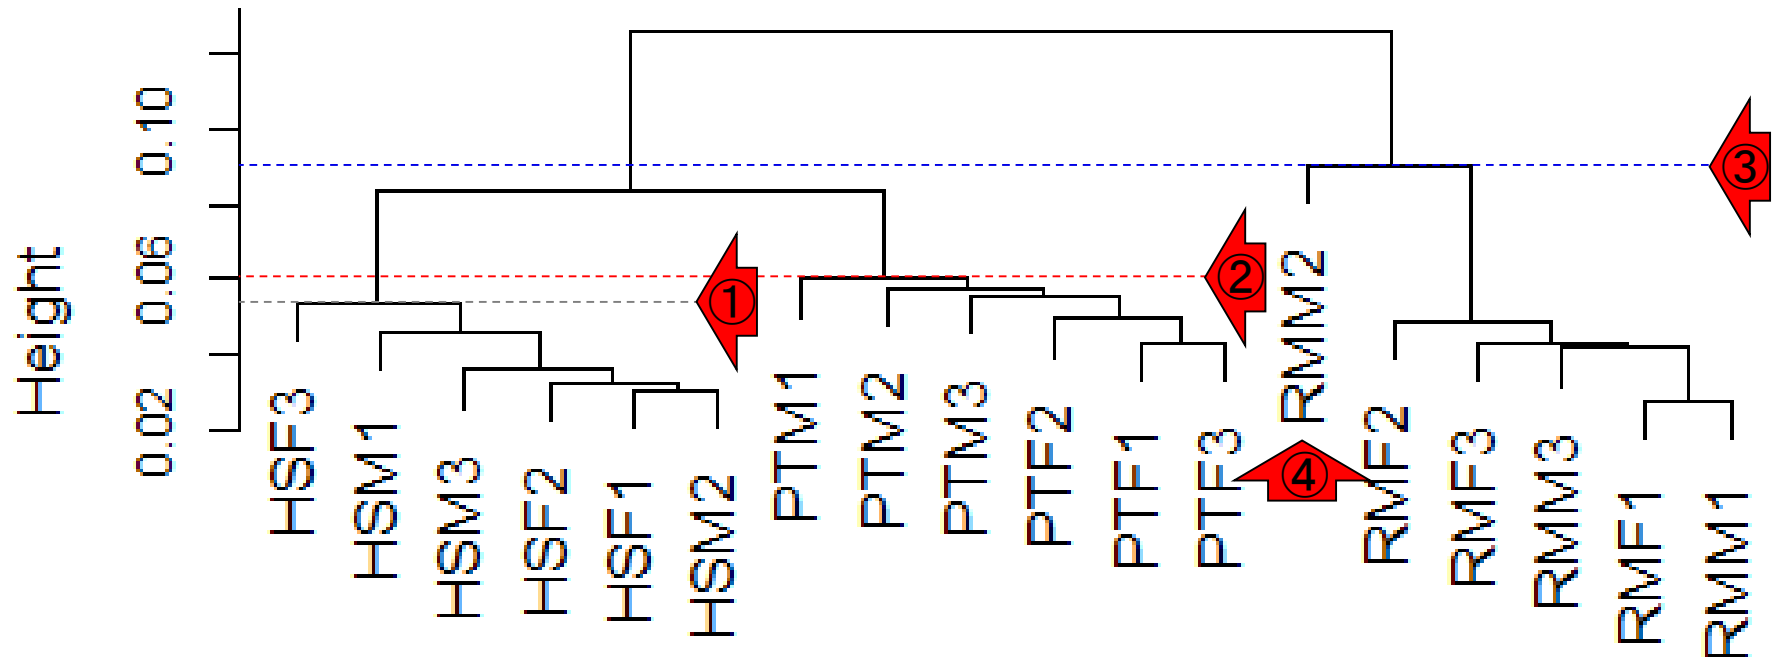 Height
0.10
0.06
0.02
①
②
③
④
HSF3
HSM1
HSM3
HSF2
HSF1
HSM2
PTM1
PTM2
PTM3
PTF2
PTF1
PTF3
RMM2
RMF2
RMF3
RMM3
RMF1
RMM1